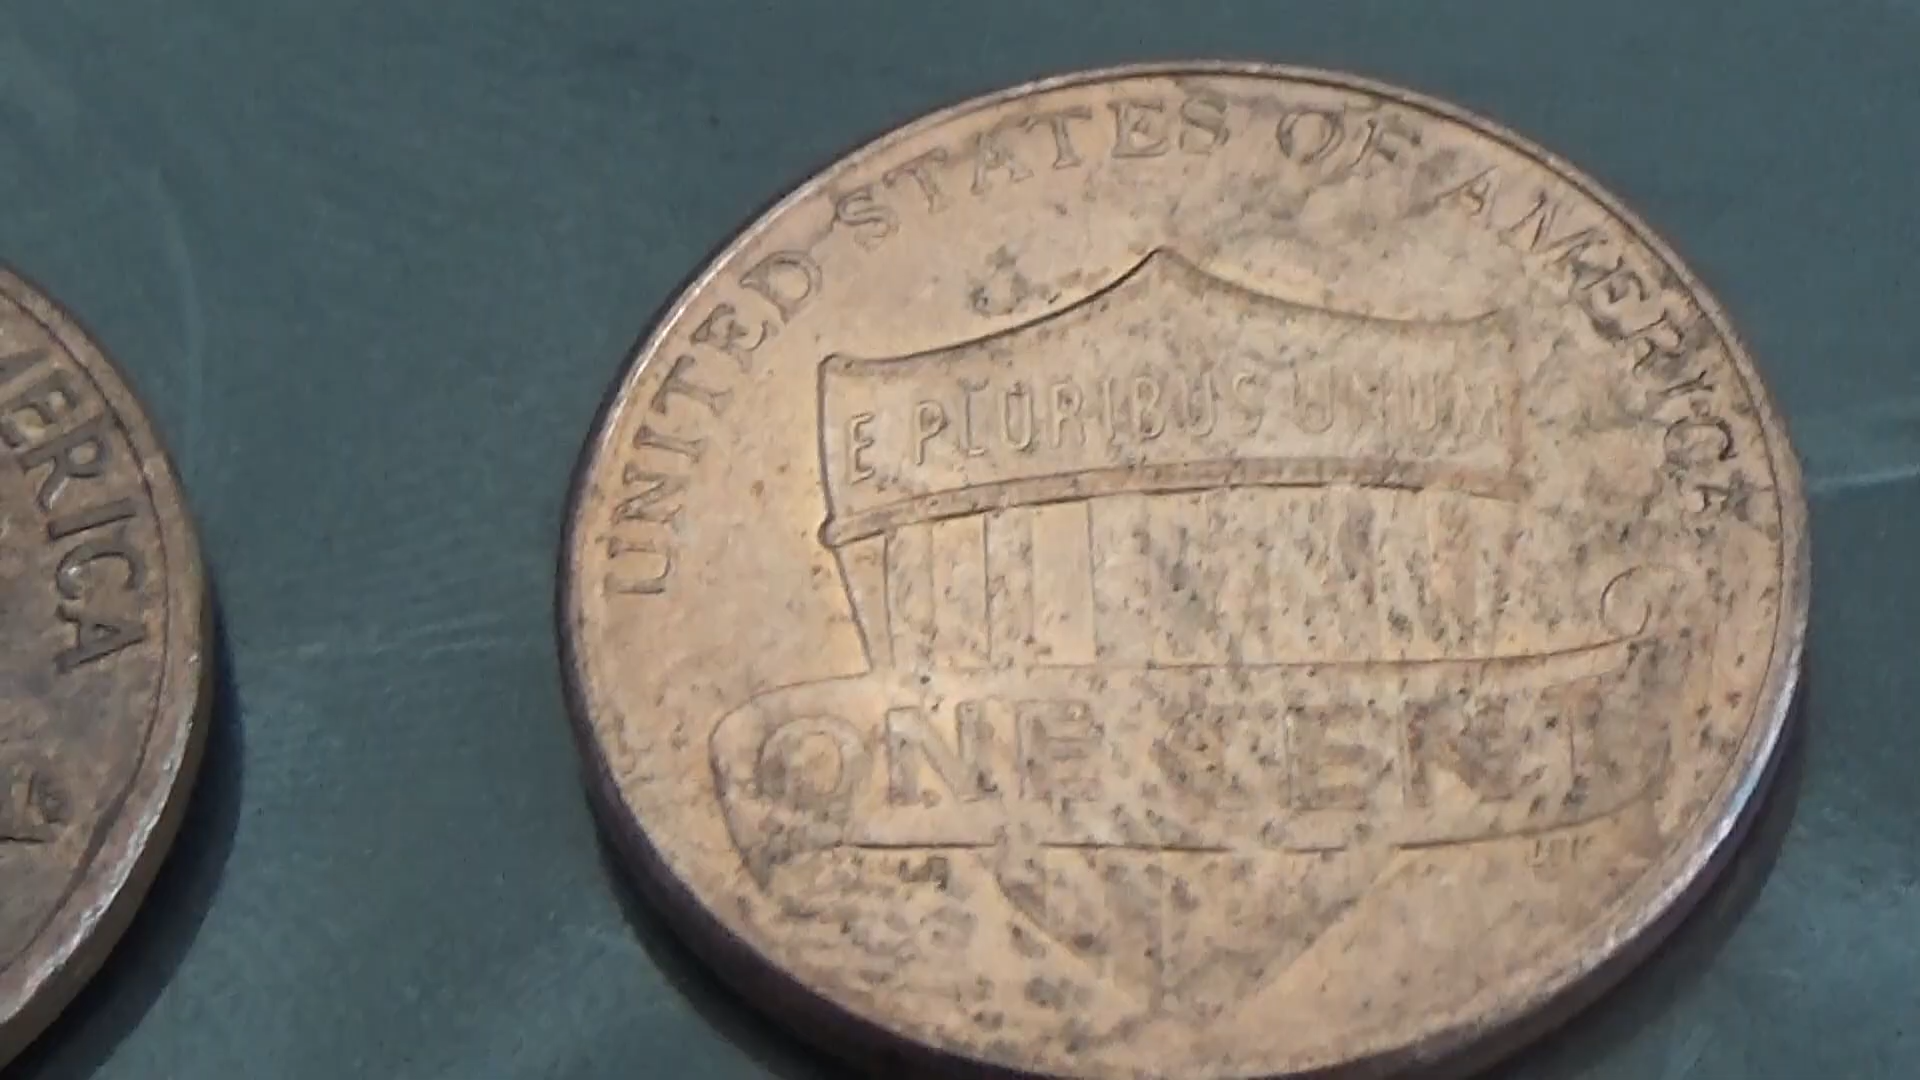 UNITED STATES OF AMERICA
E PLURIBUS UNUM
ONE CENT
ERICA